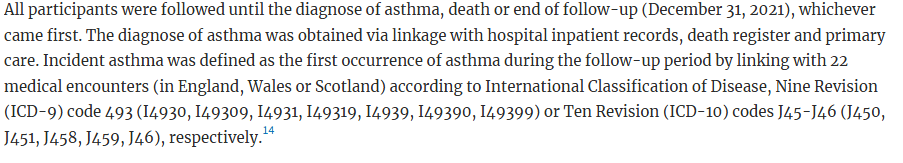 All participants were followed until the diagnosis of asthma, death or end of follow-up (December 31, 2021), whichever
came first. The diagnosis of asthma was obtained via linkage with hospital inpatient records, death register and primary
care. Incident asthma was defined as the first occurrence of asthma during the follow-up period by linking with 22
medical encounters (in England, Wales or Scotland) according to International Classification of Disease, Nine Revision
(ICD-9) code 493 (I4930, I49309, I4931, I49319, I4939, I49390, I49399) or Ten Revision (ICD-10) codes J45-J46 (J450,
J451, J458, J459, J46), respectively.14